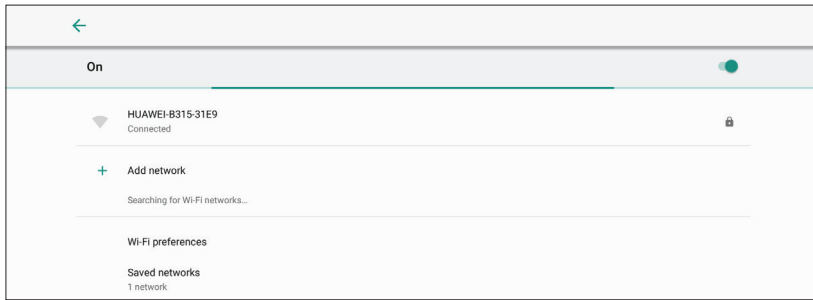 On
HUAWEI-B315-31E9
Connected
Add network
Searching for Wi-Fi networks…
Wi-Fi preferences
Saved networks
1 network